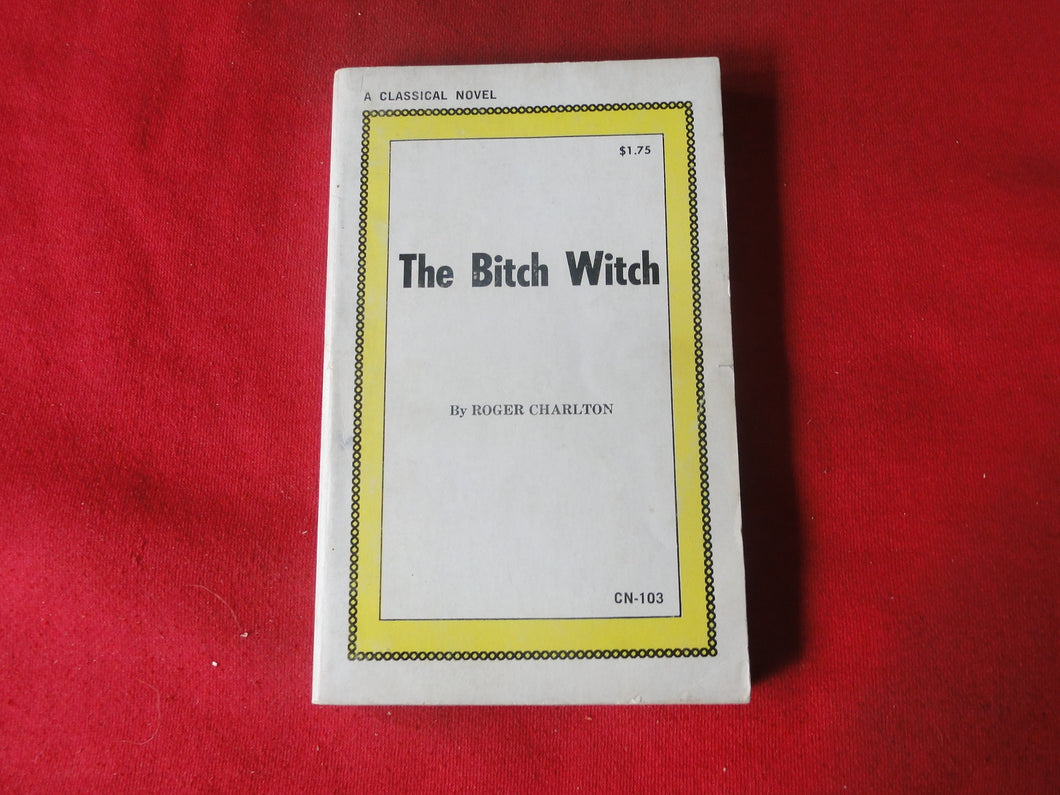 A CLASSICAL NOVEL
$1.75
The Bitch Witch
By ROGER CHARLTON
CN-103